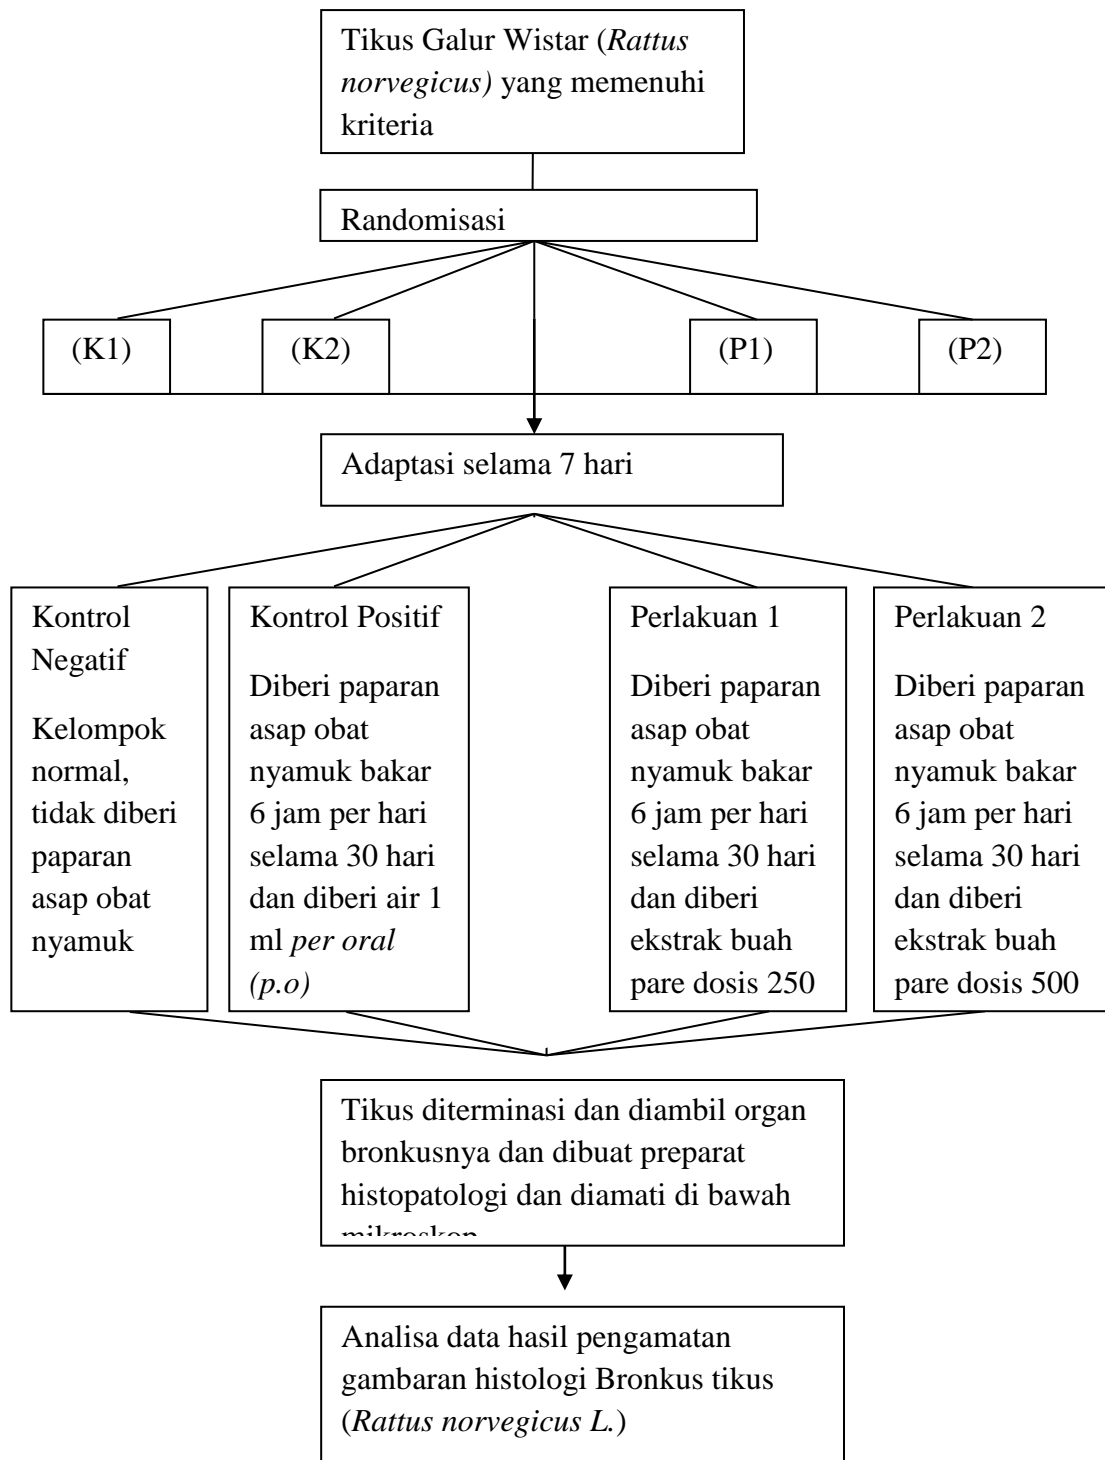 Tikus Galur Wistar (Rattus
norvegicus) yang memenuhi
kriteria
Randomisasi
(K1)
(K2)
(P1)
(P2)
Adaptasi selama 7 hari
Kontrol
Negatif
Kelompok
normal,
tidak diberi
paparan
asap obat
nyamuk
Kontrol Positif
Diberi paparan
asap obat
nyamuk bakar
6 jam per hari
selama 30 hari
dan diberi air 1
ml per oral
(p.o)
Perlakuan 1
Diberi paparan
asap obat
nyamuk bakar
6 jam per hari
selama 30 hari
dan diberi
ekstrak buah
pare dosis 250
Perlakuan 2
Diberi paparan
asap obat
nyamuk bakar
6 jam per hari
selama 30 hari
dan diberi
ekstrak buah
pare dosis 500
Tikus diterminasi dan diambil organ
bronkusnya dan dibuat preparat
histopatologi dan diamati di bawah
mikroskop
Analisa data hasil pengamatan
gambaran histologi Bronkus tikus
(Rattus norvegicus L.)